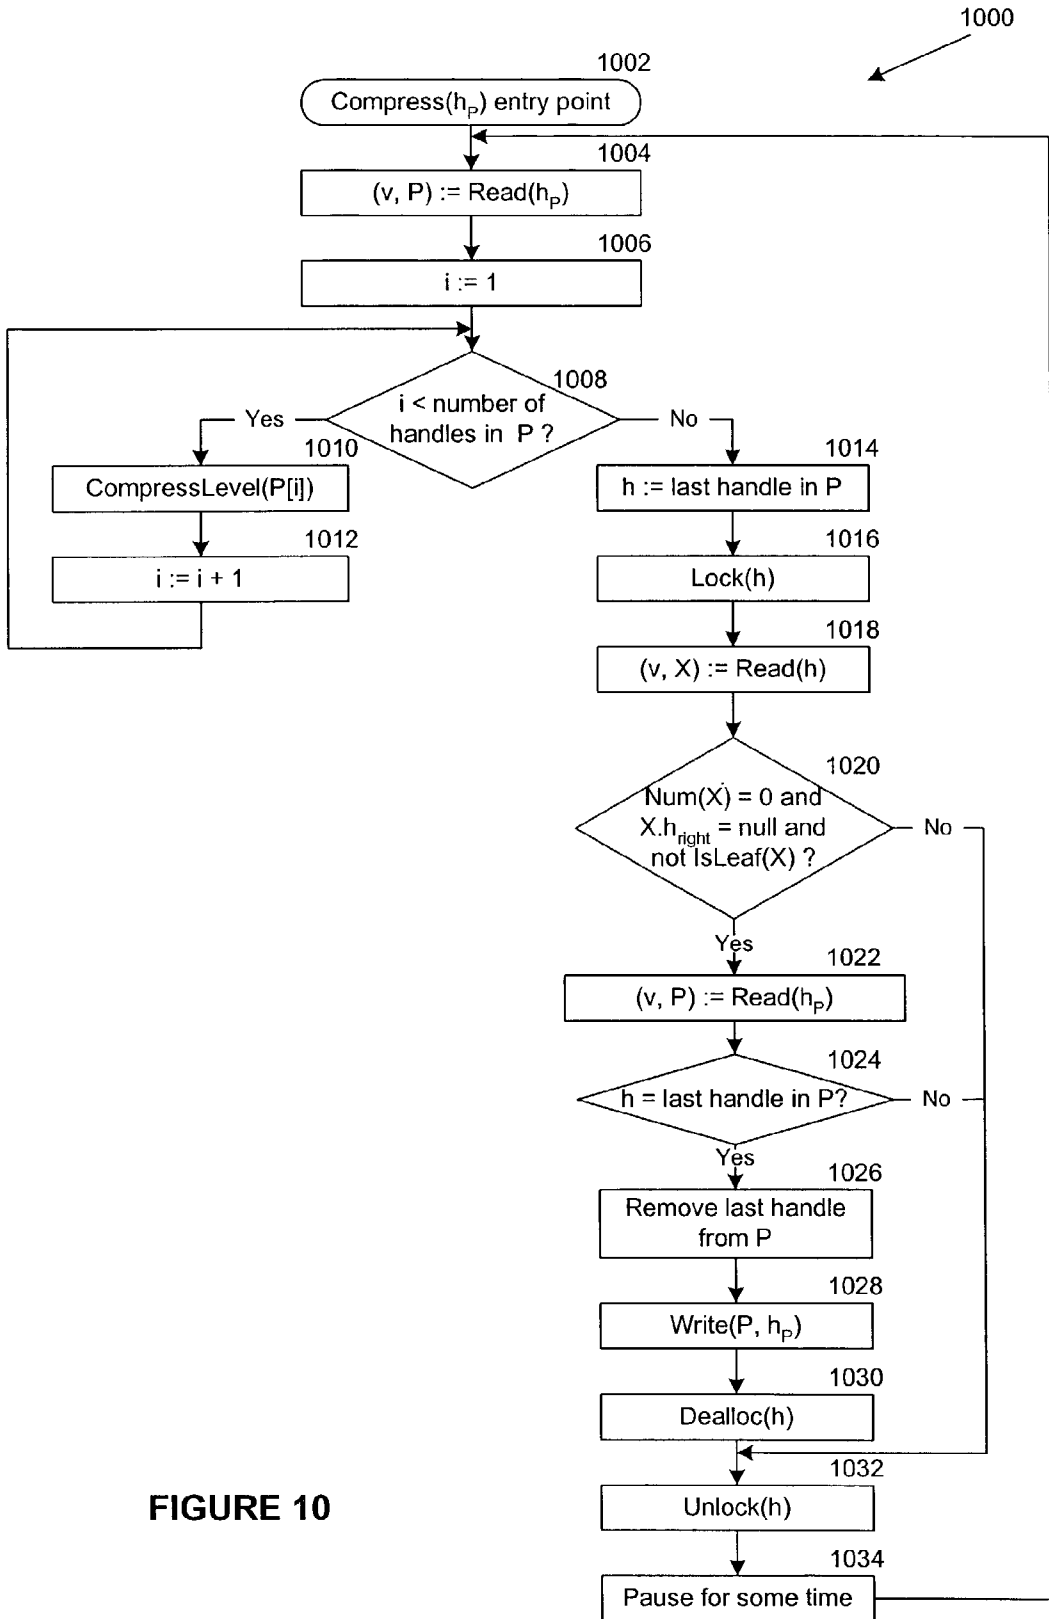 1000
1002
Compress(hP) entry point
1004
(v, P) := Read(hP)
1006
i := 1
1008
i < number of
handles in P ?
Yes
No
1010
CompressLevel(P[i])
1012
i := i + 1
1014
h := last handle in P
1016
Lock(h)
1018
(v, X) := Read(h)
1020
Num(X) = 0 and
X.hright = null and
not IsLeaf(X) ?
No
Yes
1022
(v, P) := Read(hP)
1024
h = last handle in P?
No
Yes
1026
Remove last handle
from P
1028
Write(P, hP)
1030
Dealloc(h)
1032
Unlock(h)
1034
Pause for some time
FIGURE 10